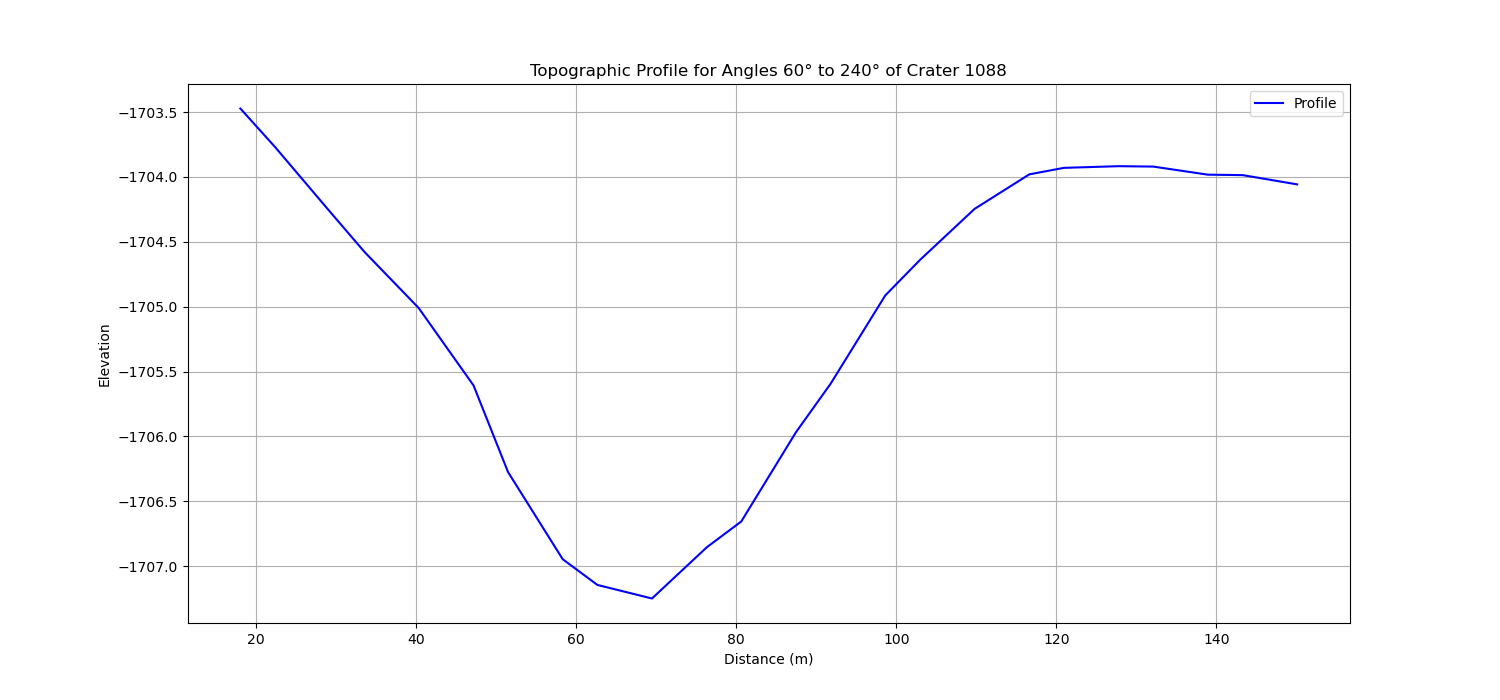 Topographic Profile for Angles 60° to 240° of Crater 1088
Profile
−1703.5
−1704.0
−1704.5
−1705.0
−1705.5
−1706.0
−1706.5
−1707.0
Elevation
20 40 60 80 100 120 140
Distance (m)